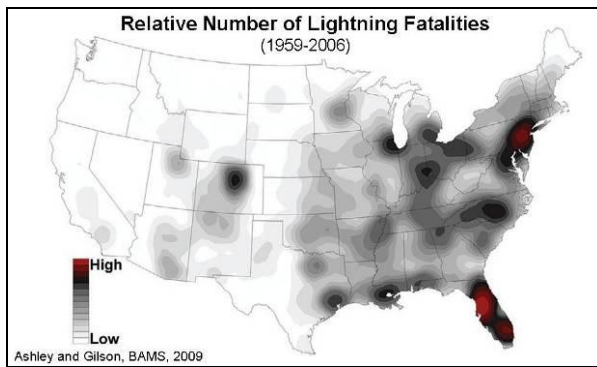 Relative Number of Lightning Fatalities
(1959-2006)
High
Low
Ashley and Gilson, BAMS, 2009